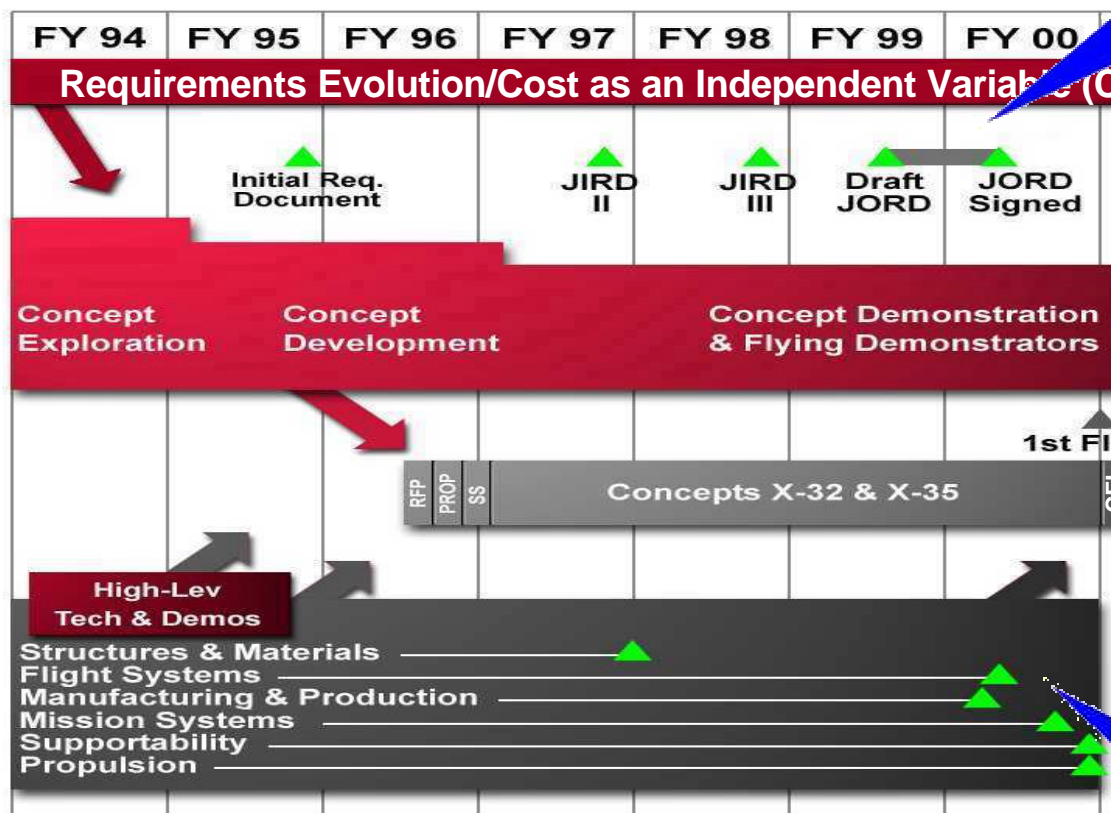 FY 94 FY 95 FY 96 FY 97 FY 98 FY 99 FY 00
Requirements Evolution/Cost as an Independent Variable (C
Initial Req.
Document
JIRD
II
JIRD
III
Draft
JORD
JORD
Signed
Concept
Exploration
Concept
Development
Concept Demonstration
& Flying Demonstrators
1st Fl
RFP
PROP
SS
Concepts X-32 & X-35
High-Lev
Tech & Demos
Structures & Materials
Flight Systems
Manufacturing & Production
Mission Systems
Supportability
Propulsion